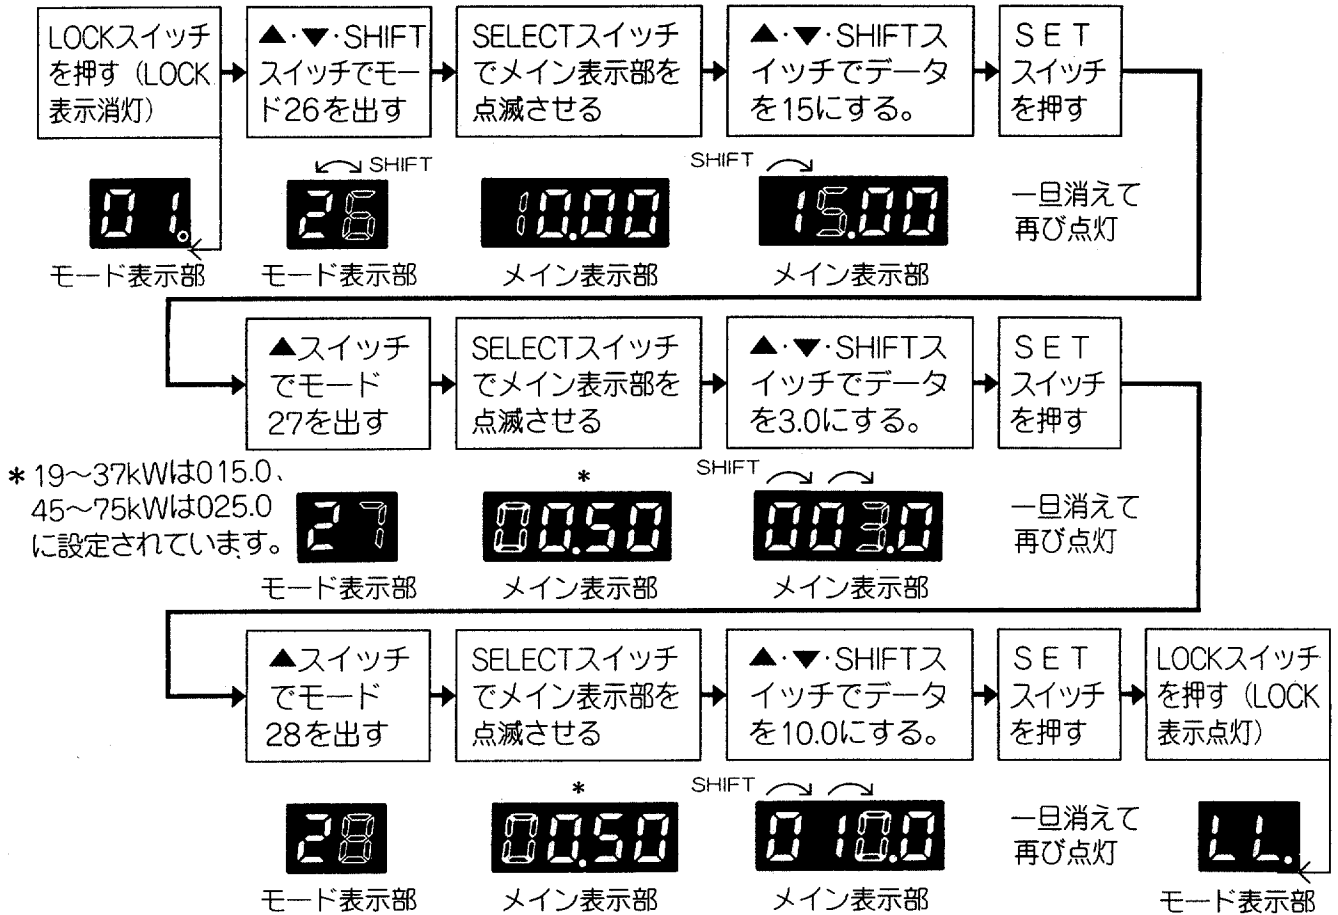 LOCKスイッチ
を押す（LOCK
表示消灯）
▲・▼・SHIFT
スイッチでモー
ド26を出す
SELECTスイッチ
でメイン表示部を
点滅させる
▲・▼・SHIFTス
イッチでデータ
を15にする。
SET
スイッチ
を押す
01.
モード表示部
SHIFT
26
モード表示部
10.00
メイン表示部
SHIFT
15.00
メイン表示部
一旦消えて
再び点灯
▲スイッチ
でモード
27を出す
SELECTスイッチ
でメイン表示部を
点滅させる
▲・▼・SHIFTス
イッチでデータ
を3.0にする。
SET
スイッチ
を押す
*19～37kWは015.0、
45～75kWは025.0
に設定されています。
27
モード表示部
*
00.50
メイン表示部
SHIFT
003.0
メイン表示部
一旦消えて
再び点灯
▲スイッチ
でモード
28を出す
SELECTスイッチ
でメイン表示部を
点滅させる
▲・▼・SHIFTス
イッチでデータ
を10.0にする。
SET
スイッチ
を押す
LOCKスイッチ
を押す（LOCK
表示点灯）
28
モード表示部
*
00.50
メイン表示部
SHIFT
010.0
メイン表示部
一旦消えて
再び点灯
LL.
モード表示部